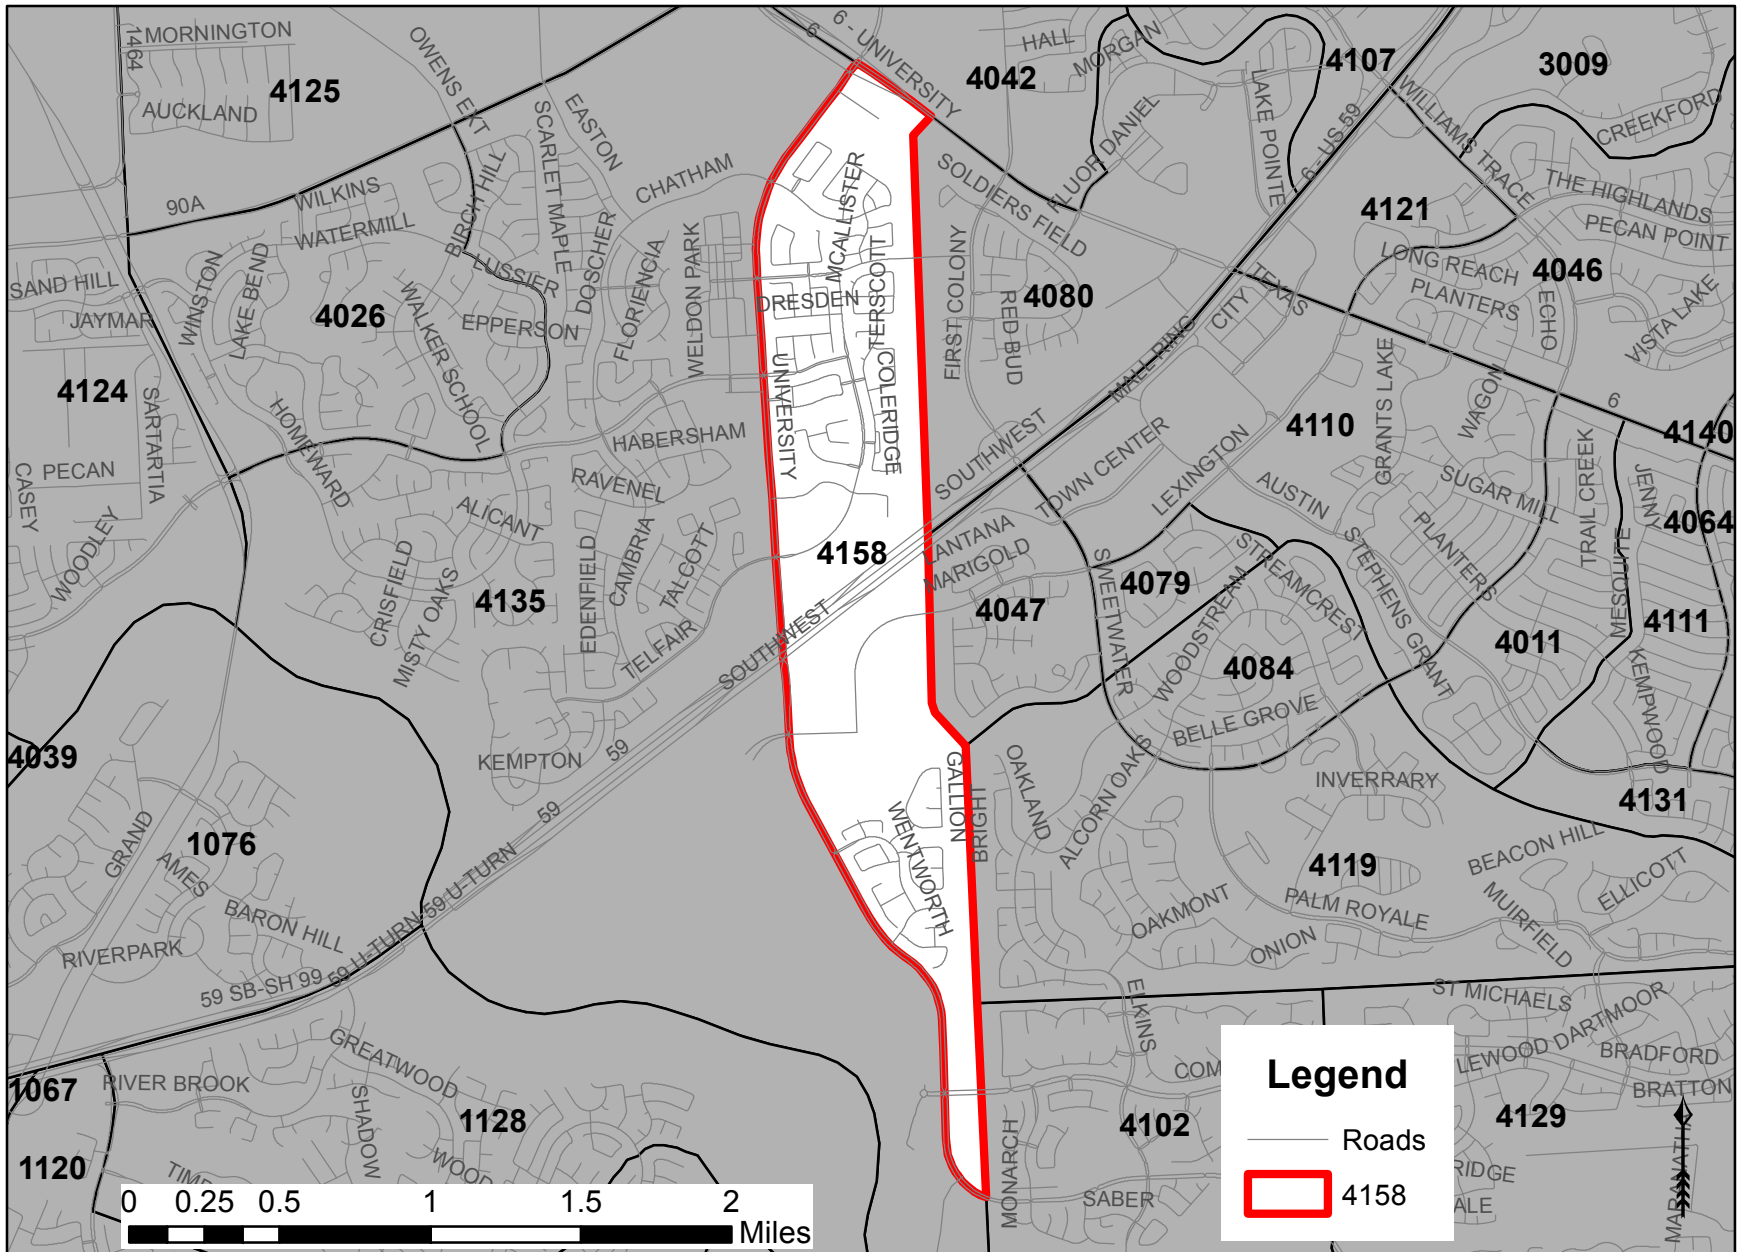 MORNINGTON
1464
4125
AUCKLAND
OWENS EXT
SCARLET MAPLE
EASTON
6
6 - UNIVERSITY
HALL
MORGAN
4042
4107
3009
LAKE POINTE
FLUOR DANIEL
6 - US 59
WILLIAMS TRACE
CREEKFORD
90A
WILKINS
WATERMILL
BIRCH HILL
LUSSIER
CHATHAM
DOSCHER
FLORIENCIA
WELDON PARK
MCALLISTER
TERSCOTT
SOLDIERS FIELD
4121
THE HIGHLANDS
PECAN POINT
SAND HILL
JAYMAR
WINSTON
LAKE BEND
4026
WALKER SCHOOL
EPPERSON
DRESDEN
FIRST COLONY
RED BUD
4080
CITY
TEXAS
LONG REACH
PLANTERS
4046
ECHO
VISTA LAKE
4124
SARTARTIA
HOMEWARD
HABERSHAM
UNIVERSITY
COLERIDGE
MALL RING
SOUTHWEST
TOWN CENTER
LEXINGTON
4110
GRANTS LAKE
WAGON
6
4140
PECAN
CASEY
WOODLEY
ALICANT
RAVENEL
AUSTIN
SUGAR MILL
TRAIL CREEK
JENNY
4064
CRISFIELD
MISTY OAKS
4135
EDENFIELD
CAMBRIA
TALCOTT
TELFAIR
4158
SOUTHWEST
LANTANA
MARIGOLD
4047
SWEETWATER
4079
STREAMCREST
STEPHENS GRANT
PLANTERS
MESQUITE
4111
4011
KEMPWOOD
WOODSTREAM
4084
BELLE GROVE
4039
KEMPTON
59
59
GALLION
BRIGHT
OAKLAND
ALCORN OAKS
INVERRARY
4131
GRAND
1076
AMES
BARON HILL
RIVERPARK
59 U-TURN
59 U-TURN
59 SB-SH 99
WENTWORTH
4119
BEACON HILL
ELLICOTT
OAKMONT
PALM ROYALE
MUIRFIELD
ONION
ELKINS
ST MICHAELS
DARTMOOR
LEWOOD
BRADFORD
BRATTON
1067
RIVER BROOK
GREATWOOD
SHADOW
1128
WOOD
1120
TIMB
COM
4102
MONARCH
SABER
4129
RIDGE
ALE
MARANATHA
Legend
Roads
4158
0 0.25 0.5 1 1.5 2
Miles